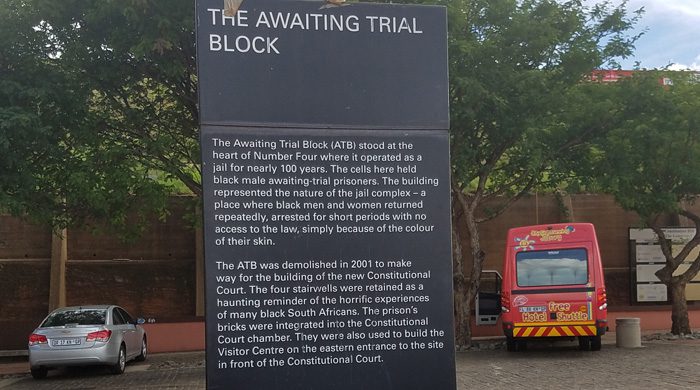 THE AWAITING TRIAL
BLOCK
The Awaiting Trial Block (ATB) stood at the
heart of Number Four where it operated as a
jail for nearly 100 years. The cells here held
black male awaiting-trial prisoners. The building
represented the nature of the jail complex – a
place where black men and women returned
repeatedly, arrested for short periods with no
access to the law, simply because of the colour
of their skin.
The ATB was demolished in 2001 to make
way for the building of the new Constitutional
Court. The four stairwells were retained as a
haunting reminder of the horrific experiences
of many black South Africans. The prison's
bricks were integrated into the Constitutional
Court chamber. They were also used to build the
Visitor Centre on the eastern entrance to the site
in front of the Constitutional Court.
Free
Hotel Shuttle